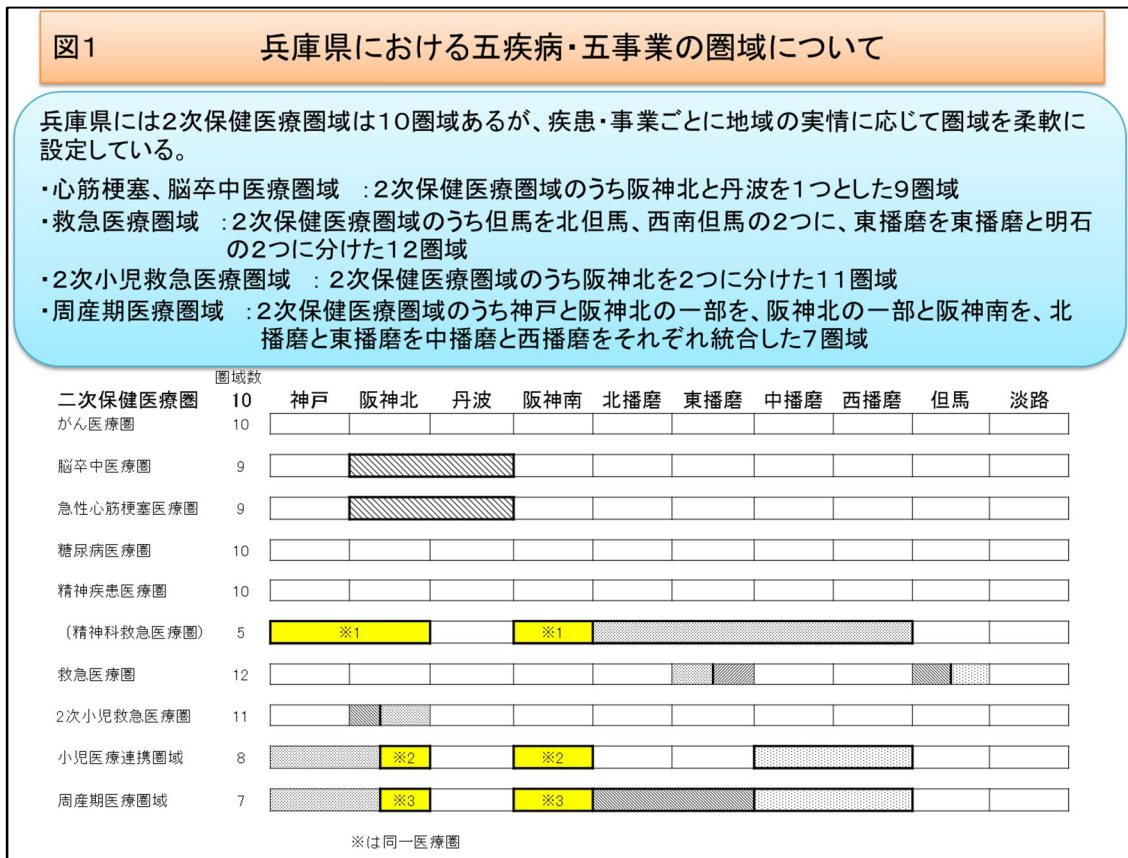 図1 兵庫県における五疾病・五事業の圏域について
兵庫県には2次保健医療圏域は10圏域あるが、疾患・事業ごとに地域の実情に応じて圏域を柔軟に
設定している。
・心筋梗塞、脳卒中医療圏域 :2次保健医療圏域のうち阪神北と丹波を1つとした9圏域
・救急医療圏域 :2次保健医療圏域のうち但馬を北但馬、西南但馬の2つに、東播磨を東播磨と明石
の2つに分けた12圏域
・2次小児救急医療圏域 : 2次保健医療圏域のうち阪神北を2つに分けた11圏域
・周産期医療圏域 :2次保健医療圏域のうち神戸と阪神北の一部を、阪神北の一部と阪神南を、北
播磨と東播磨を中播磨と西播磨をそれぞれ統合した7圏域
圏域数
二次保健医療圏 10 神戸 阪神北 丹波 阪神南 北播磨 東播磨 中播磨 西播磨 但馬 淡路
がん医療圏 10
脳卒中医療圏 9
急性心筋梗塞医療圏 9
糖尿病医療圏 10
精神疾患医療圏 10
(精神科救急医療圏) 5 ※1 ※1
救急医療圏 12
2次小児救急医療圏 11
小児医療連携圏域 8 ※2 ※2
周産期医療圏域 7 ※3 ※3
※は同一医療圏